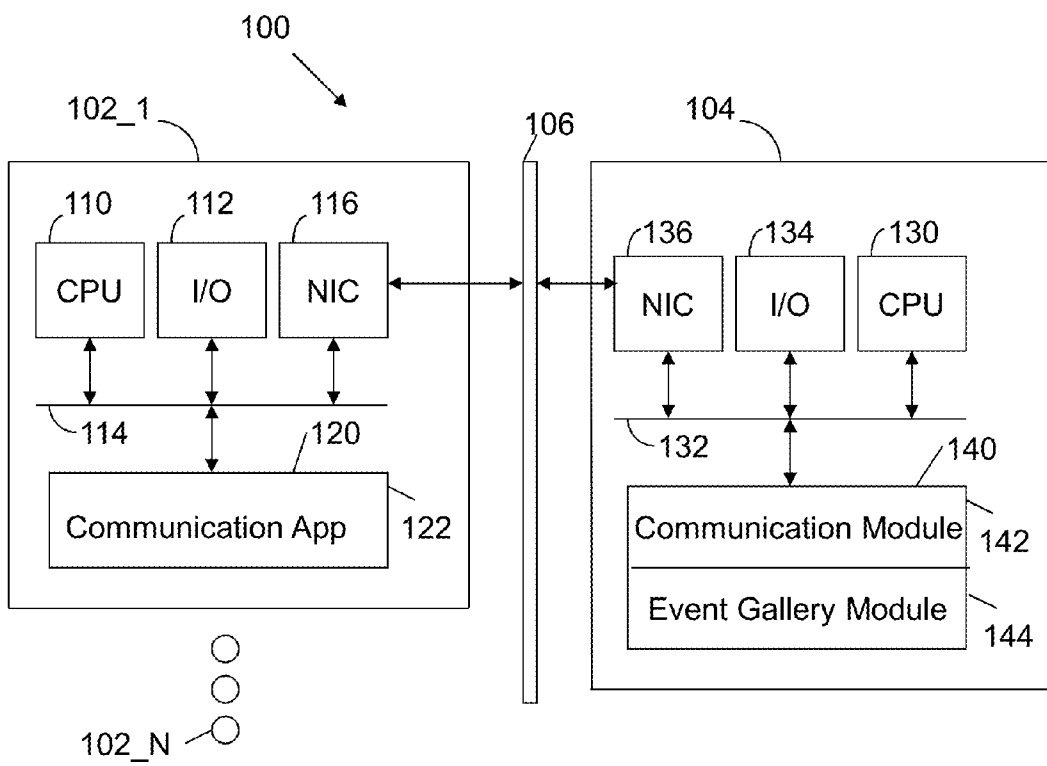 100
102_1
106
104
110
112
116
136
134
130
CPU
I/O
NIC
NIC
I/O
CPU
114
120
132
140
Communication App
122
Communication Module
142
Event Gallery Module
144
102_N